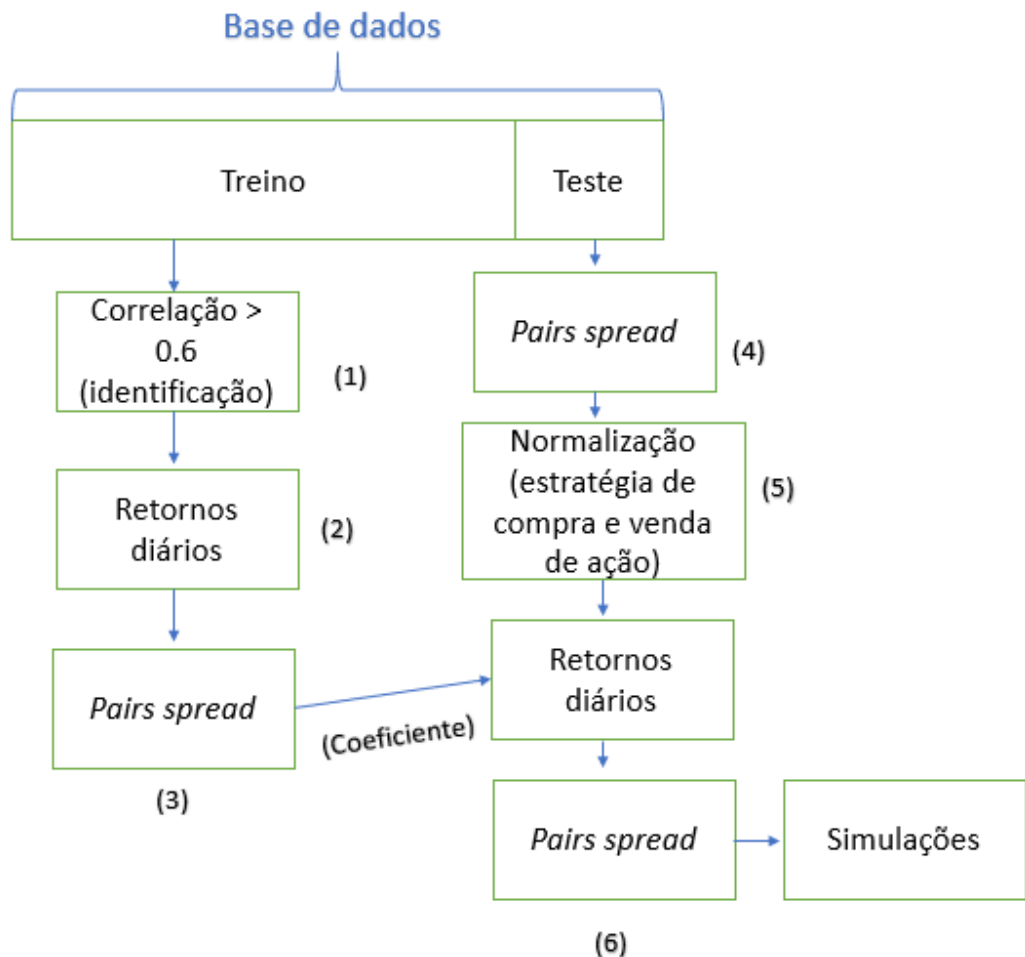 Base de dados
Treino
Teste
Correlação >
0.6
(identificação)
(1)
Retornos
diários
(2)
Pairs spread
(3)
(Coeficiente)
Pairs spread
(4)
Normalização
(estratégia de
compra e venda
de ação)
(5)
Retornos
diários
Pairs spread
(6)
Simulações